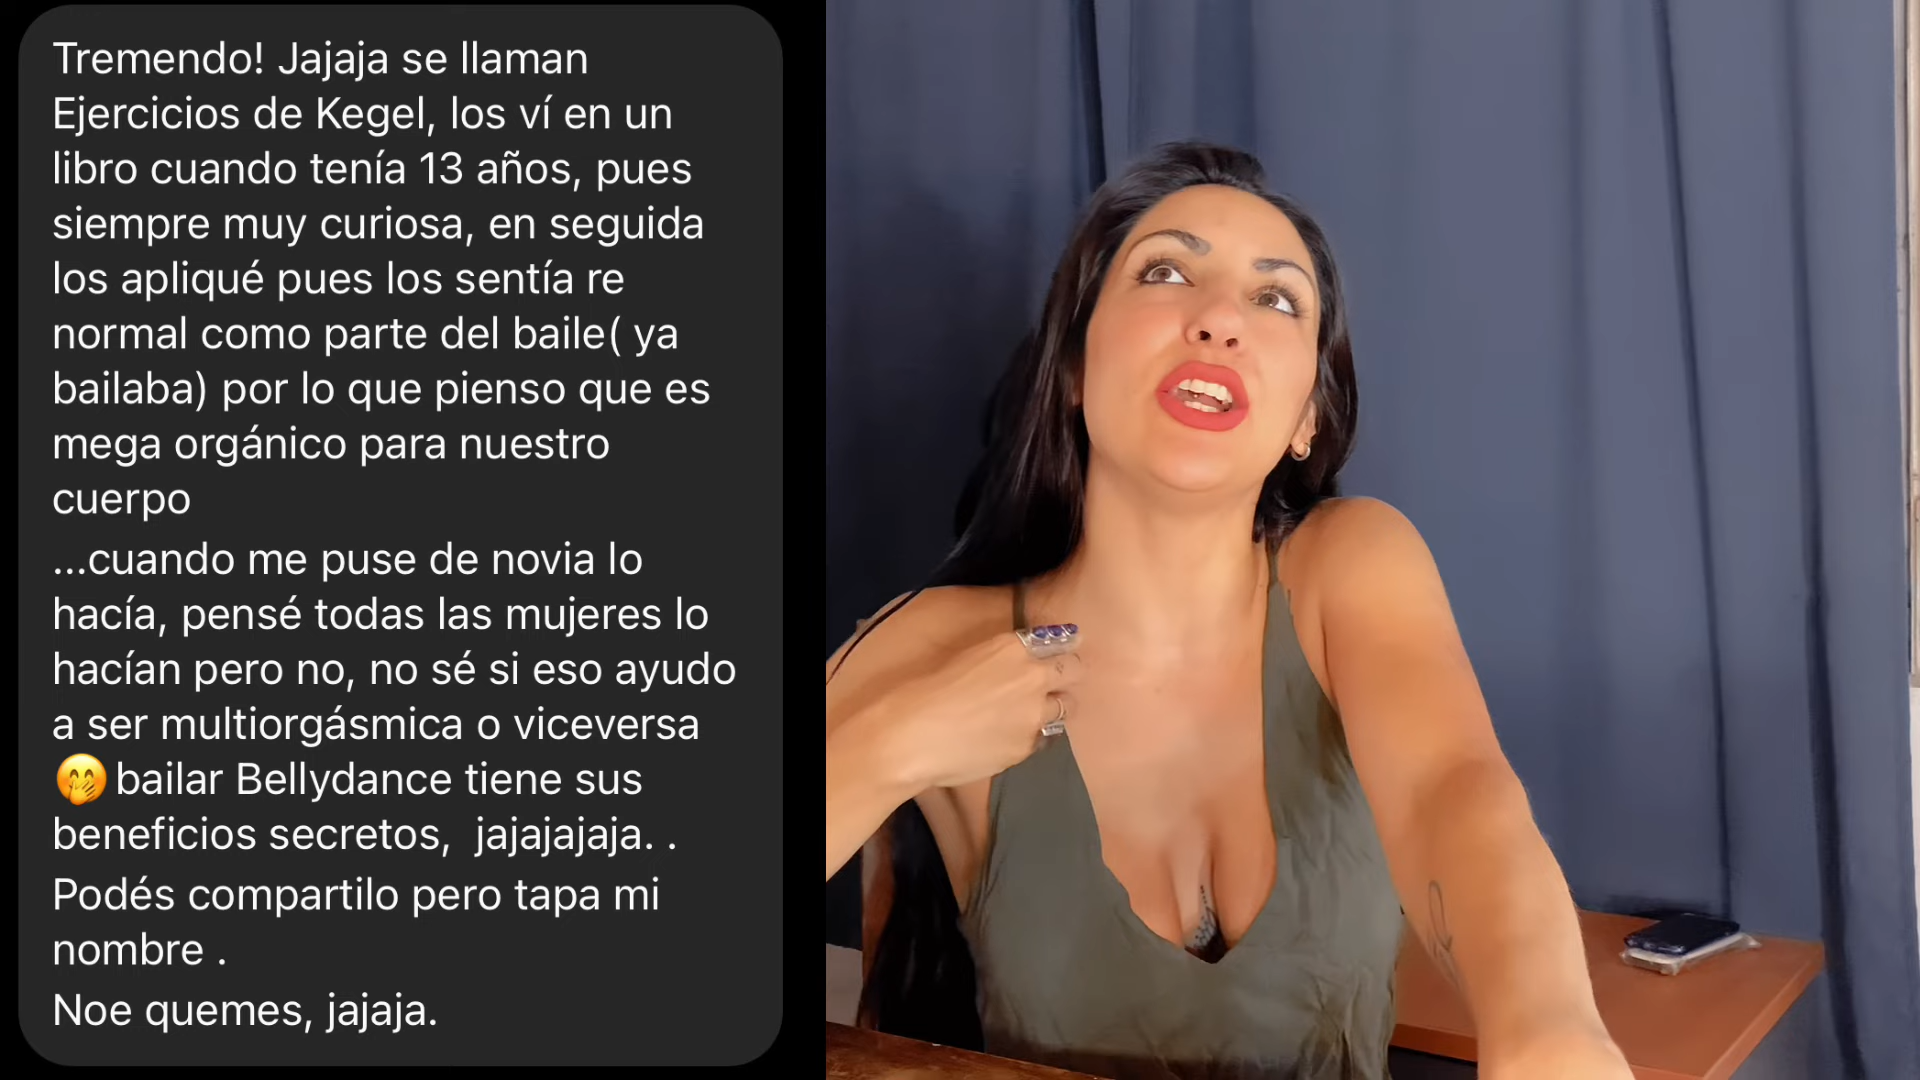 Tremendo! Jajaja se llaman
Ejercicios de Kegel, los ví en un
libro cuando tenía 13 años, pues
siempre muy curiosa, en seguida
los apliqué pues los sentía re
normal como parte del baile( ya
bailaba) por lo que pienso que es
mega orgánico para nuestro
cuerpo
...cuando me puse de novia lo
hacía, pensé todas las mujeres lo
hacían pero no, no sé si eso ayudo
a ser multiorgásmica o viceversa
🤭 bailar Bellydance tiene sus
beneficios secretos,  jajajajaja. .
Podés compartilo pero tapa mi
nombre .
Noe quemes, jajaja.